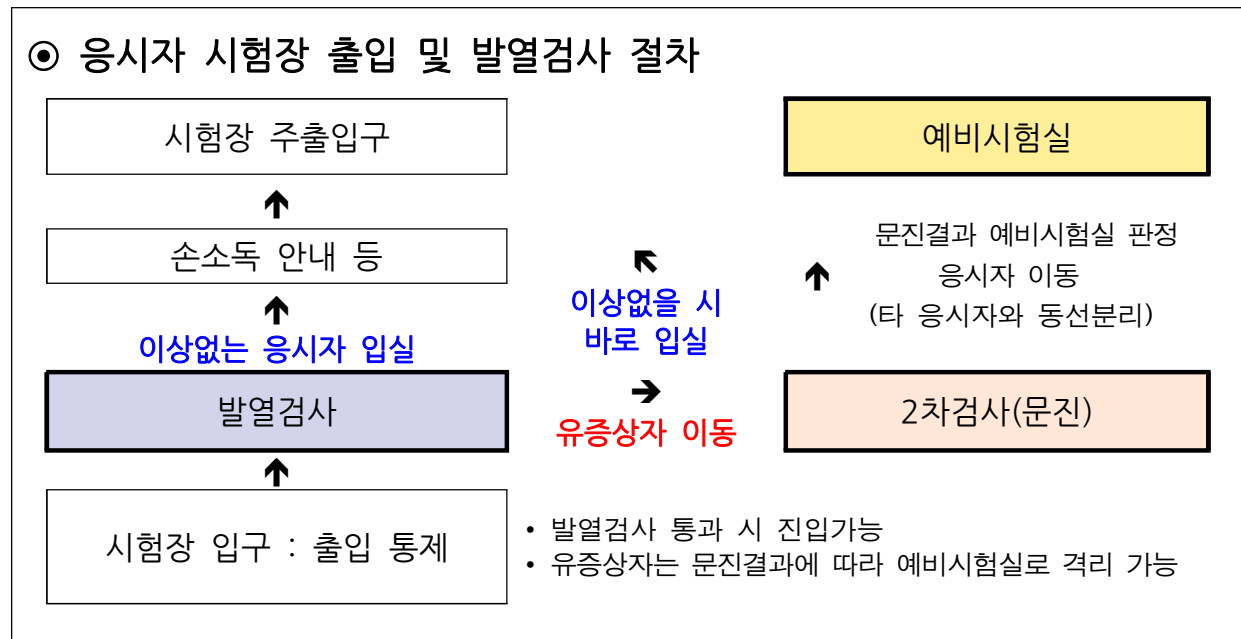 ⊙ 응시자 시험장 출입 및 발열검사 절차
시험장 주출입구
예비시험실
🡹
손소독 안내 등
🡼
🡹
문진결과 예비시험실 판정
응시자 이동
(타 응시자와 동선분리)
이상없을 시
바로 입실
🡹
이상없는 응시자 입실
발열검사
🡺
유증상자 이동
2차검사(문진)
🡹
시험장 입구 : 출입 통제
• 발열검사 통과 시 진입가능
• 유증상자는 문진결과에 따라 예비시험실로 격리 가능